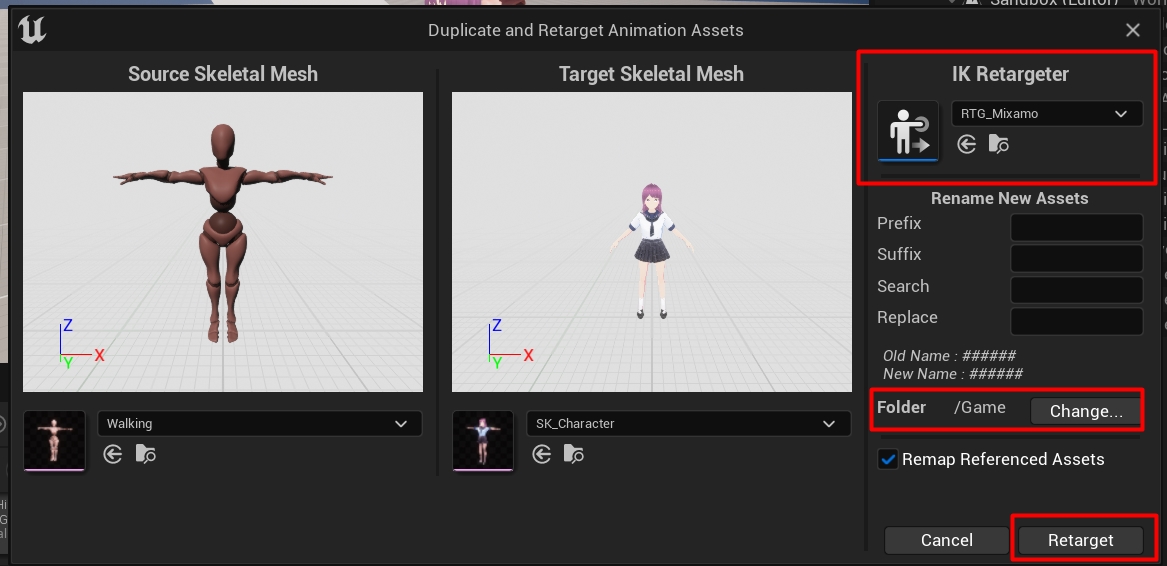 Sandbox (Editor)
Duplicate and Retarget Animation Assets
Source Skeletal Mesh
Target Skeletal Mesh
IK Retargeter
RTG_Mixamo
Rename New Assets
Prefix
Suffix
Search
Replace
Z
X
Y
Z
X
Y
Old Name : ######
New Name : ######
Folder /Game Change...
Walking
SK_Character
Remap Referenced Assets
Cancel
Retarget